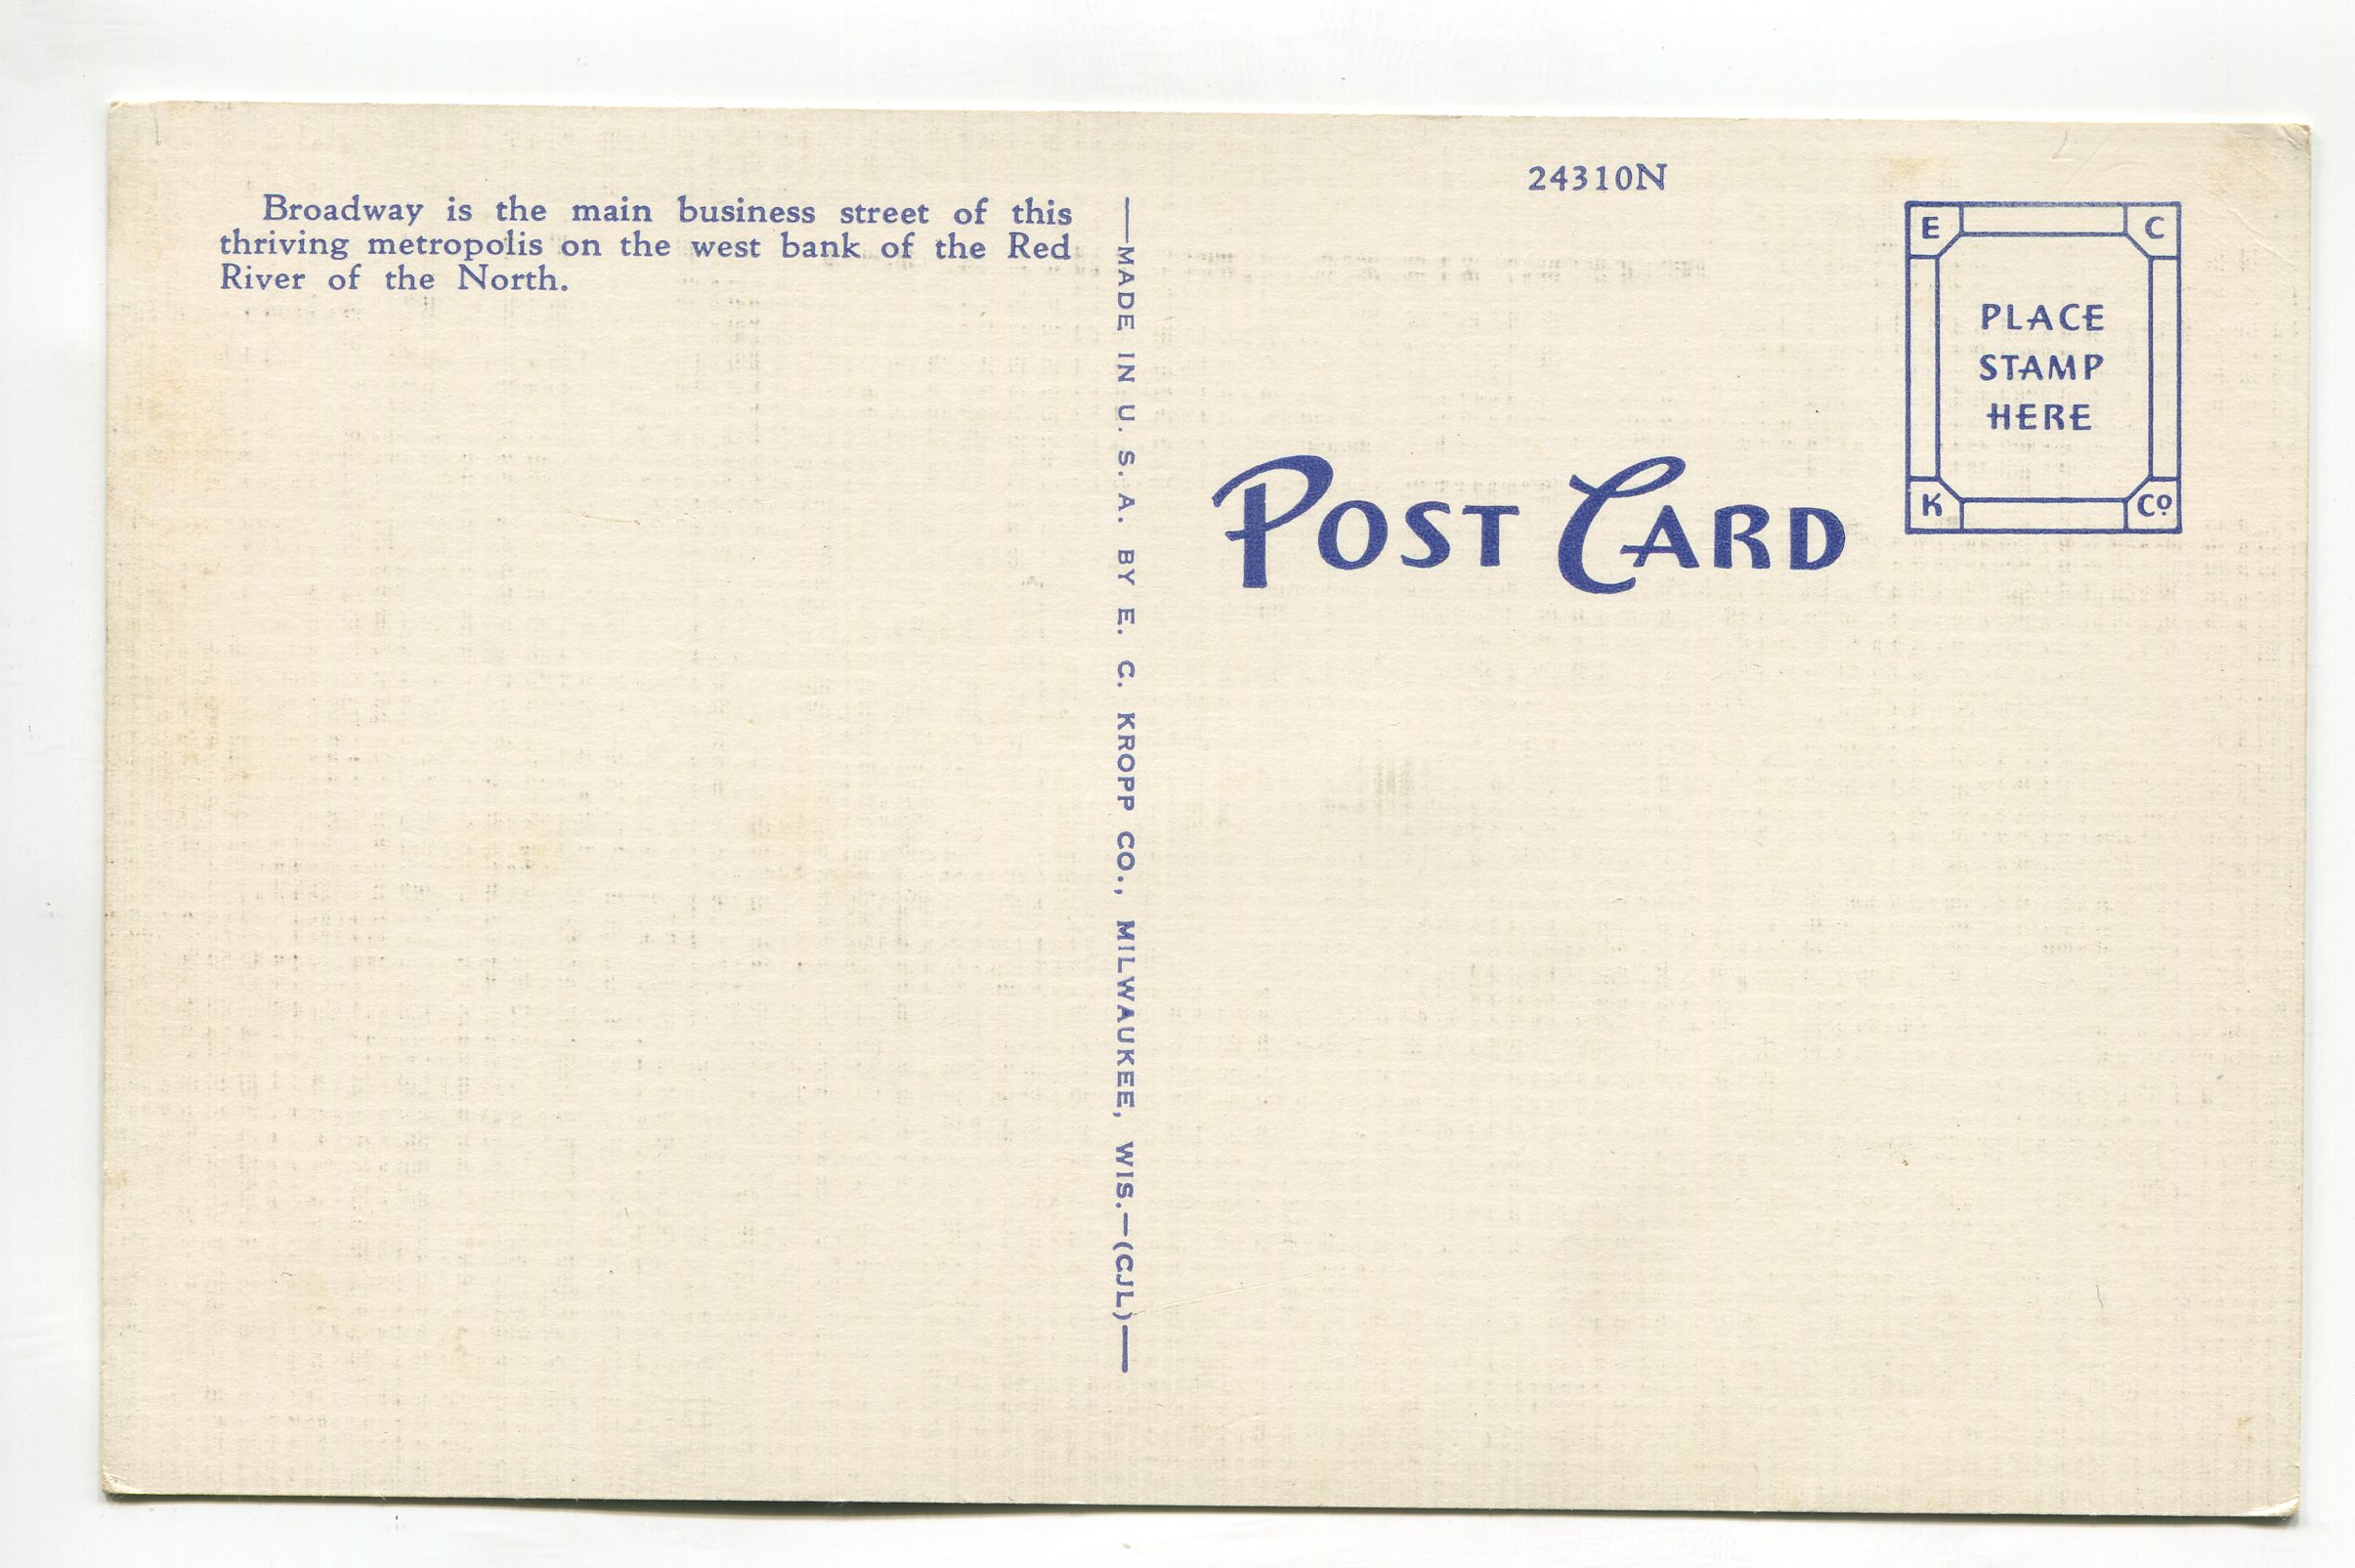 Broadway is the main business street of this
thriving metropolis on the west bank of the Red
River of the North.
—MADE IN U. S. A. BY E. C. KROPP CO., MILWAUKEE, WIS.—(CJL)—
24310N
E C
PLACE
STAMP
HERE
K Co.
POST CARD